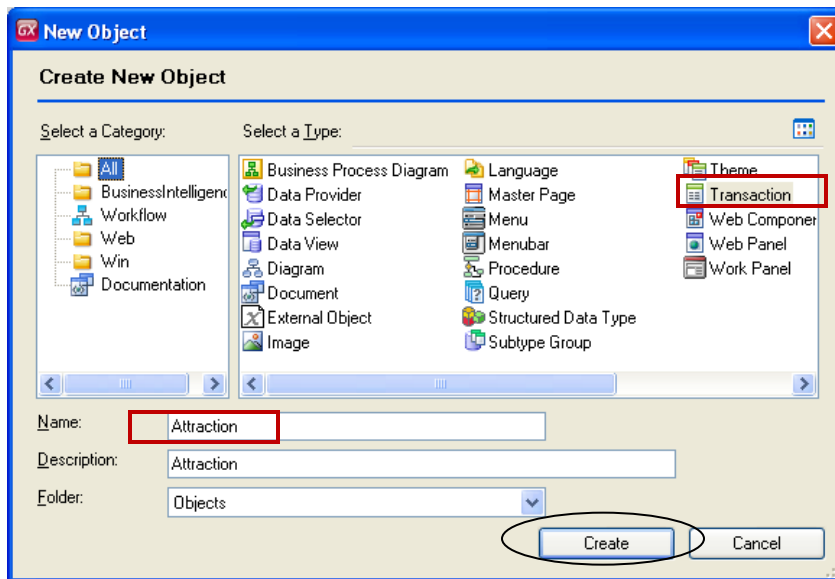 GX New Object
Create New Object
Select a Category:
Select a Type:
All
BusinessIntelligenc
Workflow
Web
Win
Documentation
Business Process Diagram
Data Provider
Data Selector
Data View
Diagram
Document
External Object
Image
Language
Master Page
Menu
Menubar
Procedure
Query
Structured Data Type
Subtype Group
Theme
Transaction
Web Componer
Web Panel
Work Panel
Name: Attraction
Description: Attraction
Folder: Objects
Create Cancel